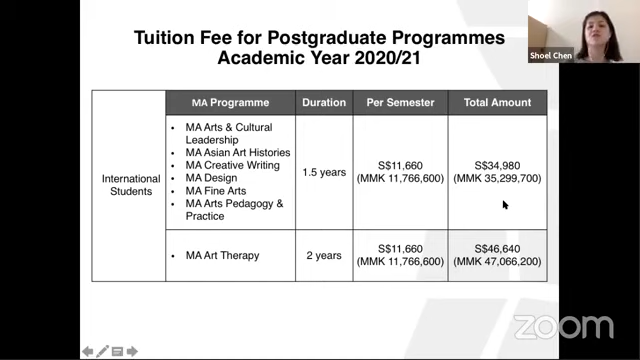 Tuition Fee for Postgraduate Programmes
Academic Year 2020/21
Shoel Chen
MA Programme
Duration
Per Semester
Total Amount
International
Students
• MA Arts & Cultural
Leadership
• MA Asian Art Histories
• MA Creative Writing
• MA Design
• MA Fine Arts
• MA Arts Pedagogy &
Practice
1.5 years
S$11,660
(MMK 11,766,600)
S$34,980
(MMK 35,299,700)
• MA Art Therapy
2 years
S$11,660
(MMK 11,766,600)
S$46,640
(MMK 47,066,200)
zoom